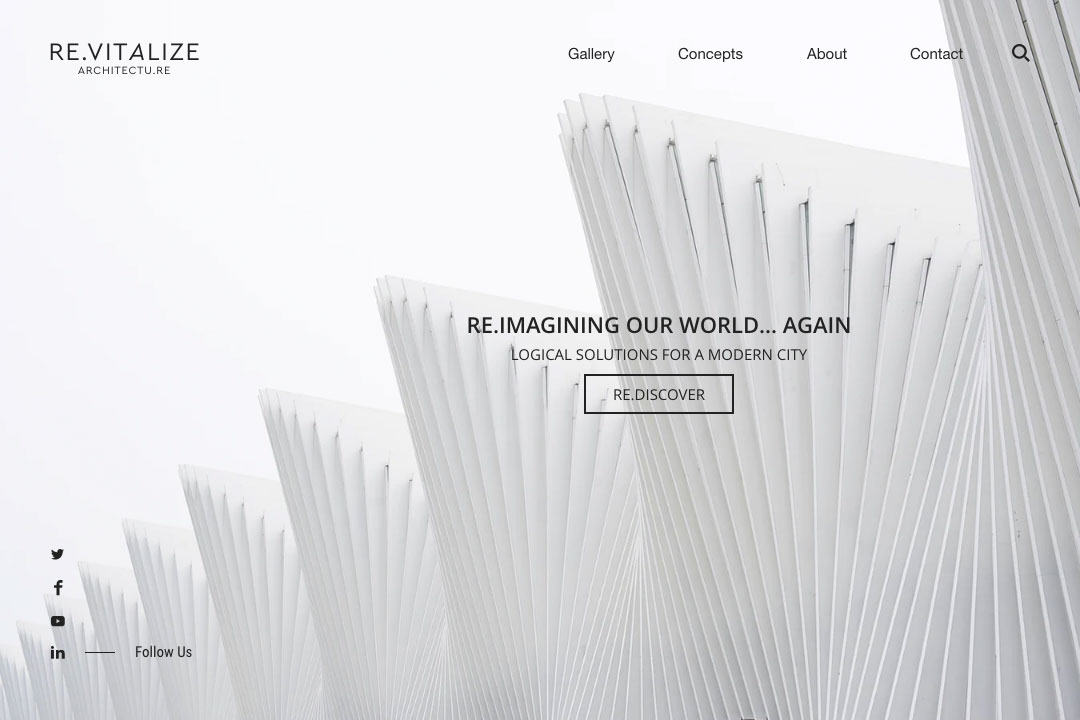 RE.VITALIZE
ARCHITECTU.RE
Gallery Concepts About Contact
RE.IMAGINING OUR WORLD... AGAIN
LOGICAL SOLUTIONS FOR A MODERN CITY
RE.DISCOVER
Follow Us